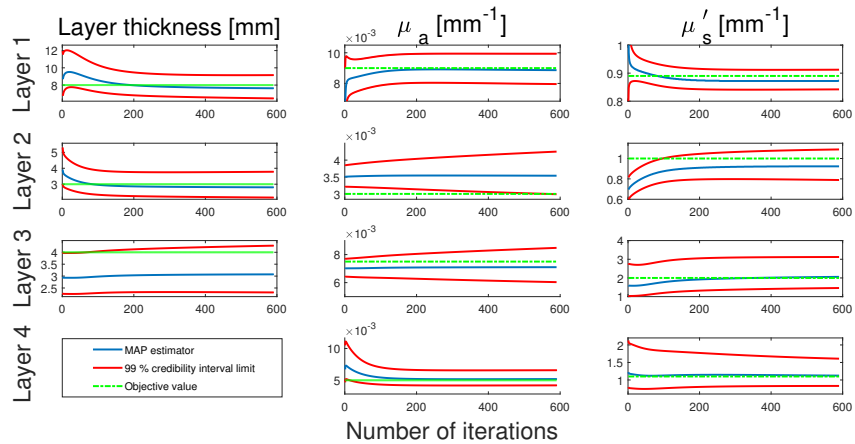 Layer thickness [mm]
μ a [mm-1]
μ s′ [mm-1]
Layer 1
12
10
8
0 200 400 600
×10-3
10
8
0 200 400 600
1
0.9
0.8
0 200 400 600
Layer 2
5
4
3
0 200 400 600
×10-3
4
3.5
3
0 200 400 600
1
0.8
0.6
0 200 400 600
Layer 3
4
3
2.5
0 200 400 600
×10-3
8
6
0 200 400 600
4
3
2
1
0 200 400 600
Layer 4
MAP estimator
99 % credibility interval limit
Objective value
×10-3
10
5
0 200 400 600
2
1.5
1
0 200 400 600
Number of iterations